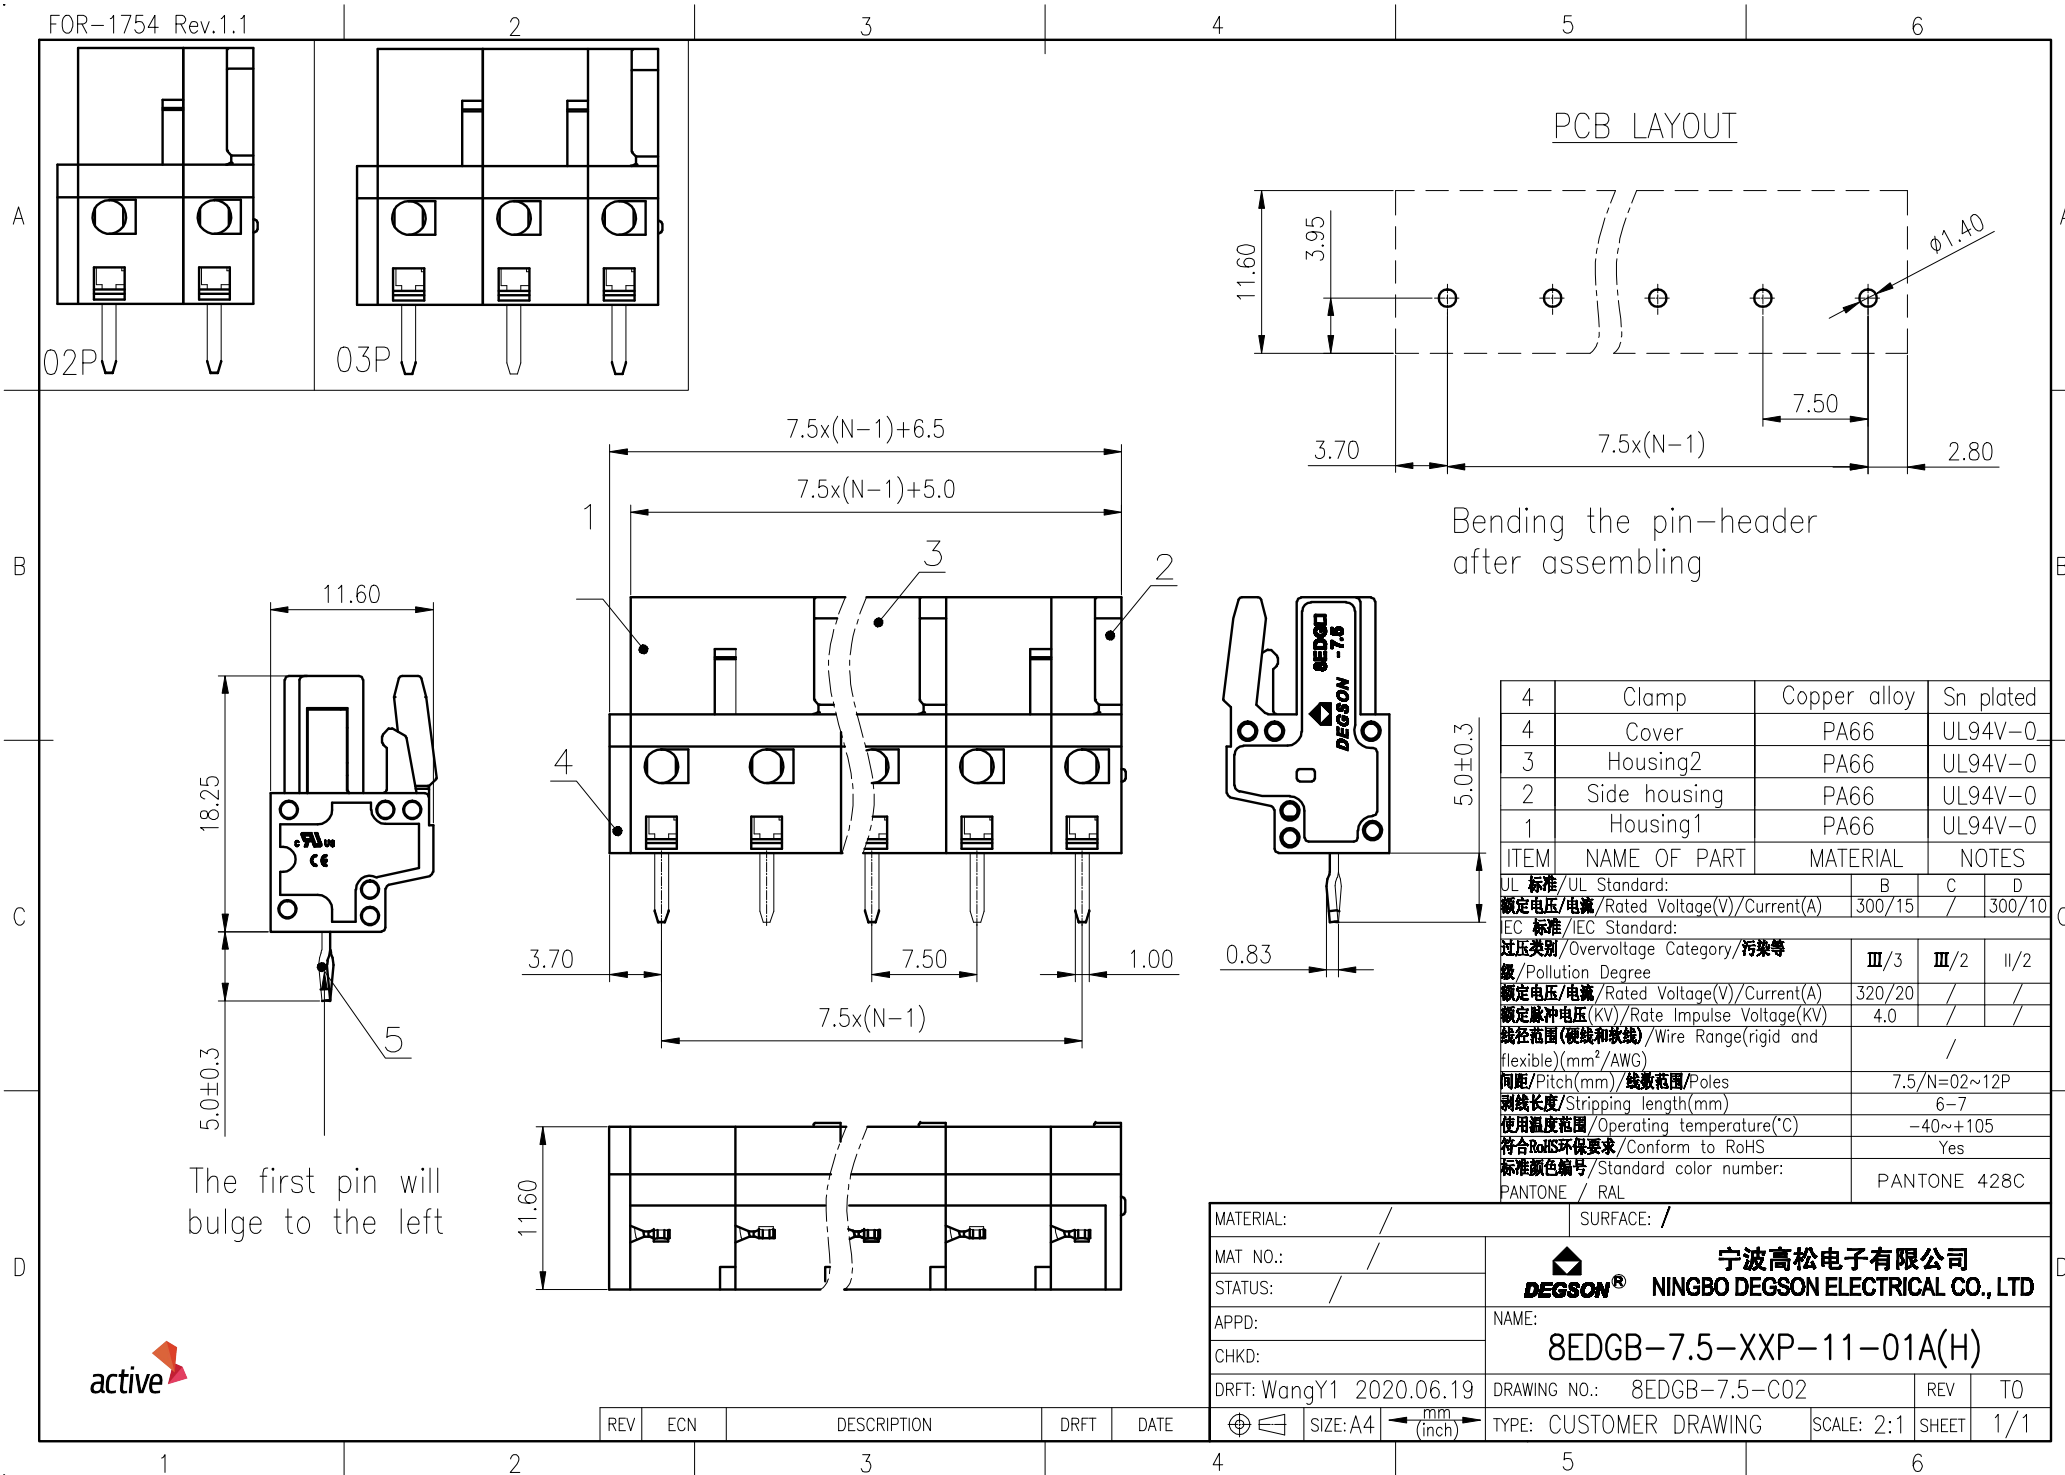 FOR-1754 Rev.1.1
2
3
4
5
6
A
B
C
D
02P
03P
PCB LAYOUT
11.60
3.95
ø1.40
7.50
7.5x(N-1)
3.70
2.80
Bending the pin-header
after assembling
7.5x(N-1)+6.5
7.5x(N-1)+5.0
1
3
2
4
3.70
7.50
1.00
7.5x(N-1)
11.60
18.25
5.0±0.3
5
c RU us
CE
The first pin will
bulge to the left
8EDG□
-7.5
DEGSON
5.0±0.3
0.83
11.60
4 Clamp Copper alloy Sn plated
4 Cover PA66 UL94V-0
3 Housing2 PA66 UL94V-0
2 Side housing PA66 UL94V-0
1 Housing1 PA66 UL94V-0
ITEM NAME OF PART MATERIAL NOTES
UL 标准/UL Standard: B C D
额定电压/电流/Rated Voltage(V)/Current(A) 300/15 / 300/10
IEC 标准/IEC Standard:
过压类别/Overvoltage Category/污染等
级/Pollution Degree III/3 III/2 II/2
额定电压/电流/Rated Voltage(V)/Current(A) 320/20 / /
额定脉冲电压(KV)/Rate Impulse Voltage(KV) 4.0 / /
线径范围(硬线和软线)/Wire Range(rigid and
flexible)(mm²/AWG) /
间距/Pitch(mm)/线数范围/Poles 7.5/N=02~12P
剥线长度/Stripping length(mm) 6-7
使用温度范围/Operating temperature(°C) -40~+105
符合RoHS环保要求/Conform to RoHS Yes
标准颜色编号/Standard color number:
PANTONE / RAL PANTONE 428C
MATERIAL: / SURFACE: /
MAT NO.: /
STATUS: /
APPD:
CHKD:
DRFT: WangY1 2020.06.19
宁波高松电子有限公司
DEGSON® NINGBO DEGSON ELECTRICAL CO., LTD
NAME:
8EDGB-7.5-XXP-11-01A(H)
DRAWING NO.: 8EDGB-7.5-C02 REV T0
SIZE: A4 mm (inch) TYPE: CUSTOMER DRAWING SCALE: 2:1 SHEET 1/1
REV ECN DESCRIPTION DRFT DATE
active
1
2
3
4
5
6
A
B
C
D